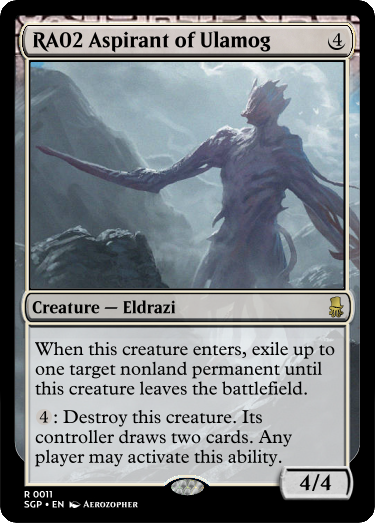 RA02 Aspirant of Ulamog 4
Creature — Eldrazi
When this creature enters, exile up to
one target nonland permanent until
this creature leaves the battlefield.
4 : Destroy this creature. Its
controller draws two cards. Any
player may activate this ability.
4/4
R 0011
SGP • EN Aerozopher